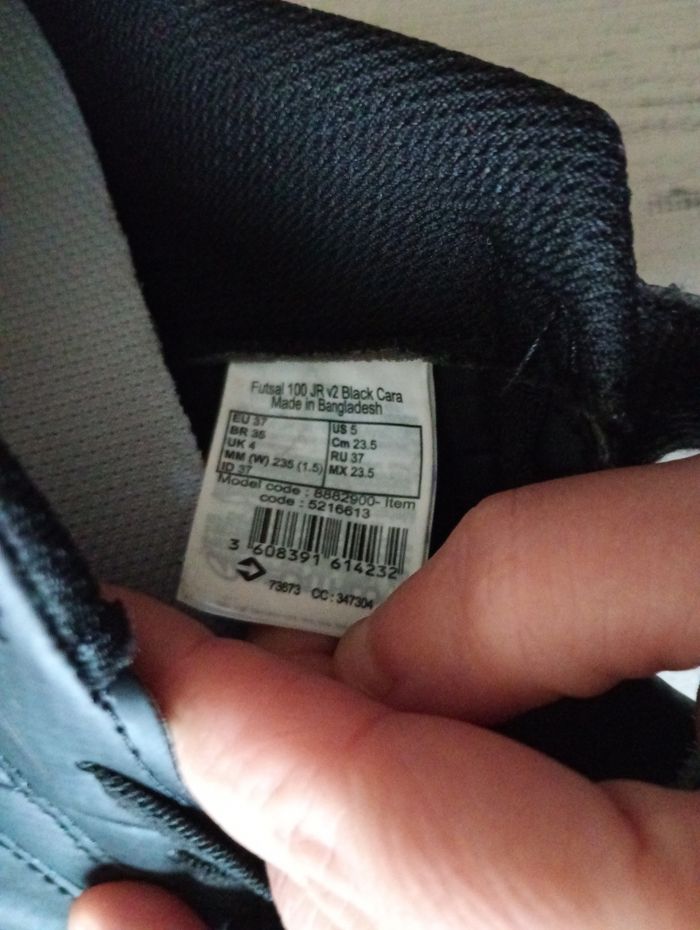 Futsal 100 JR v2 Black Cara
Made in Bangladesh
EU 37 US 5
BR 35 Cm 23.5
UK 4 RU 37
MM (W) 235 (1.5) MX 23.5
ID 37
Model code : 8882900- Item
code : 5216613
3 608391 614232
73673 CC : 347304